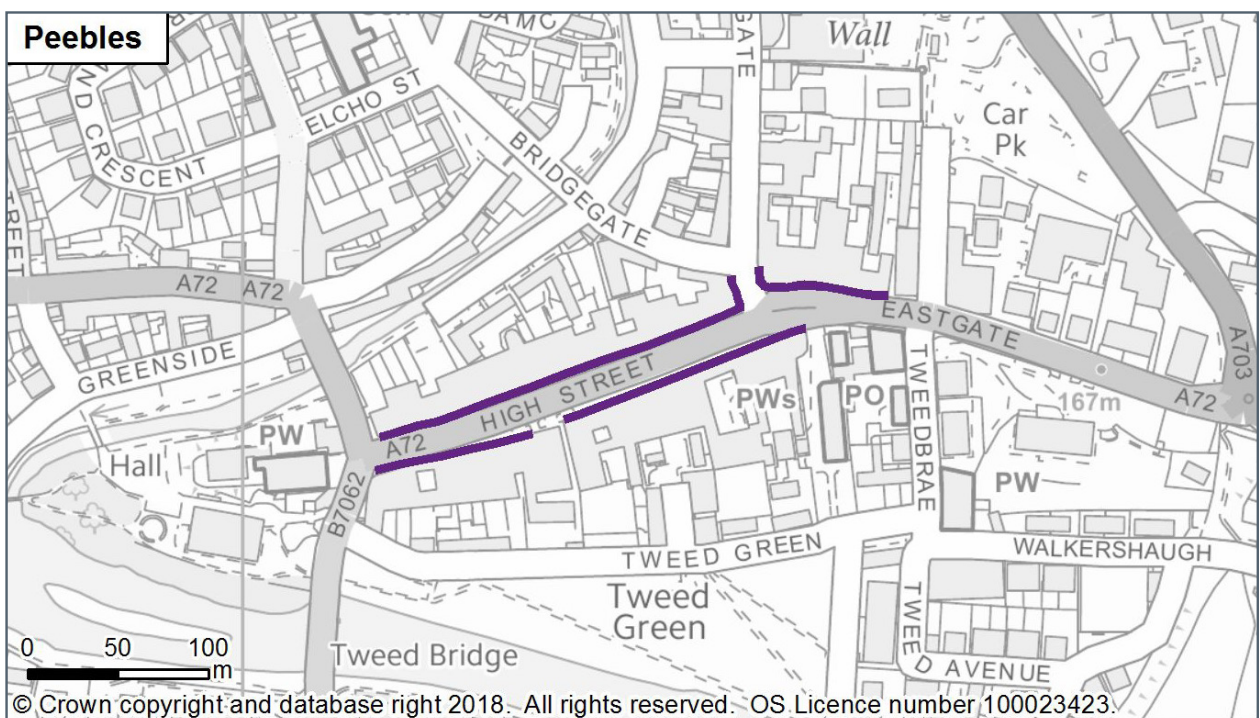 Peebles
Wall
ELCHO ST
CRESCENT
BRIDGEGATE
GATE
Car
Pk
A72
A72
GREENSIDE
HIGH STREET
A72
EASTGATE
A703
A72
167m
PW
Hall
B7062
PWs
PO
TWEEDBRAE
PW
TWEED GREEN
WALKERSHAUGH
Tweed
Green
TWEED AVENUE
Tweed Bridge
0 50 100
m
© Crown copyright and database right 2018. All rights reserved. OS Licence number 100023423.